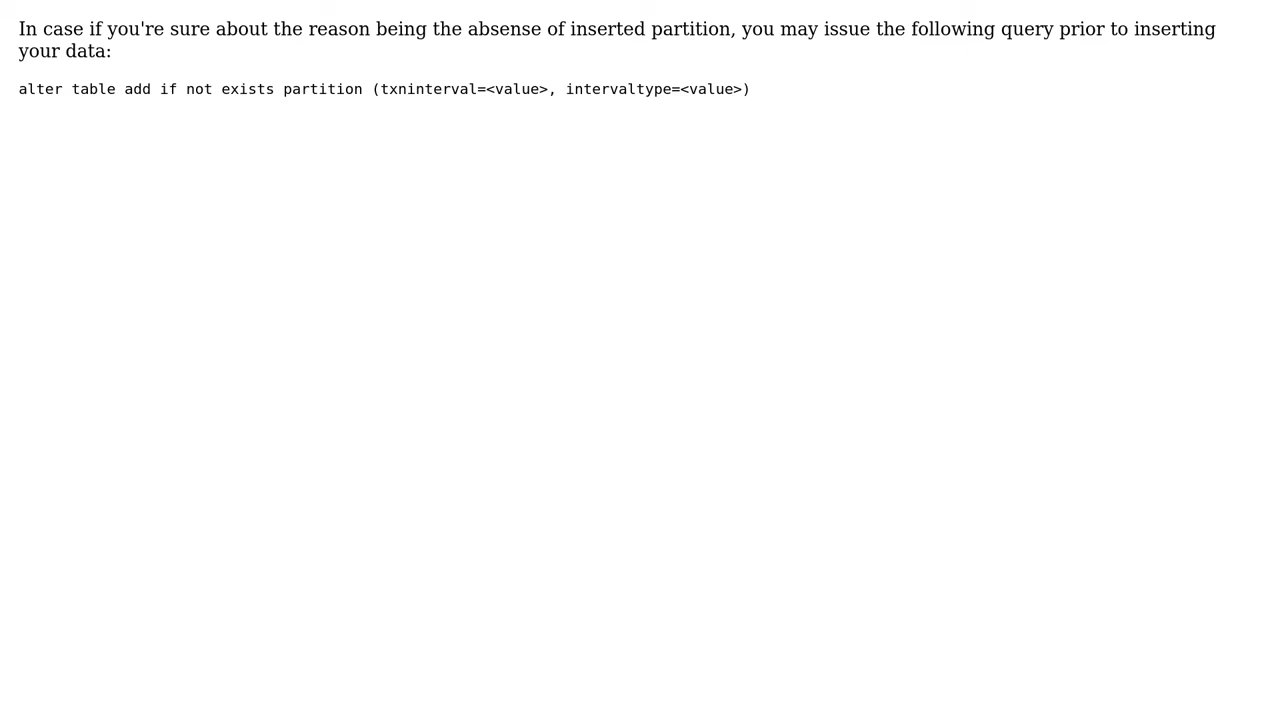 In case if you're sure about the reason being the absense of inserted partition, you may issue the following query prior to inserting
your data:
alter table add if not exists partition (txninterval=<value>, intervaltype=<value>)